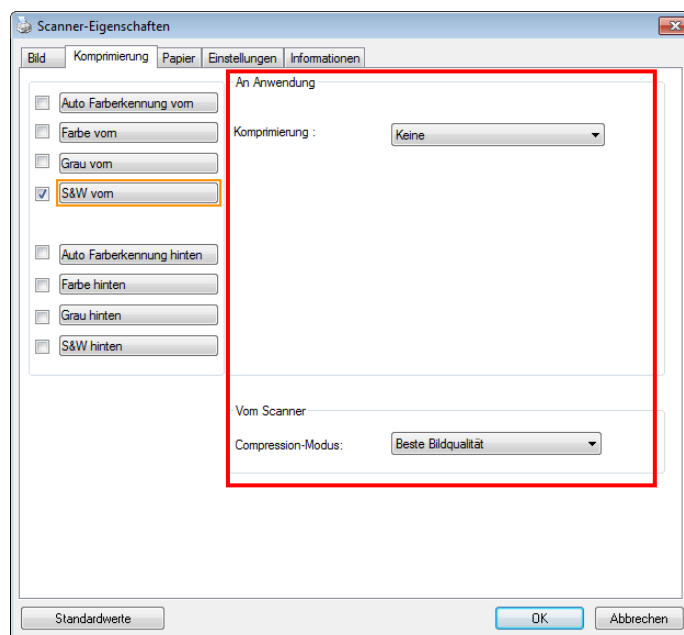 Scanner-Eigenschaften
Bild Komprimierung Papier Einstellungen Informationen
Auto Farberkennung vorn
Farbe vorn
Grau vorn
S&W vorn
Auto Farberkennung hinten
Farbe hinten
Grau hinten
S&W hinten
An Anwendung
Komprimierung : Keine
Vom Scanner
Compression-Modus: Beste Bildqualität
Standardwerte OK Abbrechen